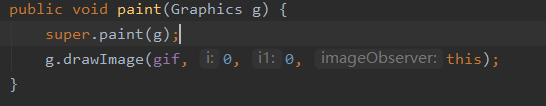 public void paint(Graphics g) {
super.paint(g);
g.drawImage(gif, i: 0, i1: 0, imageObserver: this);
}